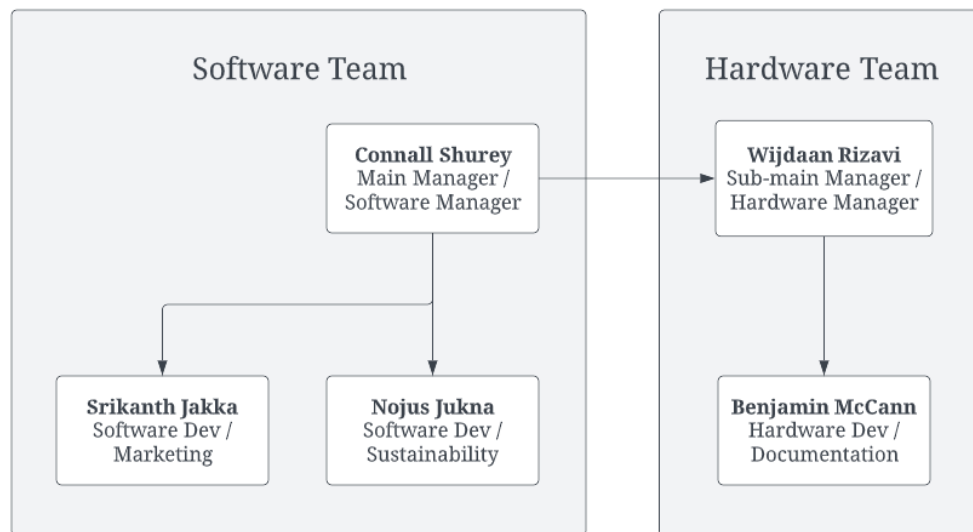 Software Team
Connall Shurey
Main Manager /
Software Manager
Srikanth Jakka
Software Dev /
Marketing
Nojus Jukna
Software Dev /
Sustainability
Hardware Team
Wijdaan Rizavi
Sub-main Manager /
Hardware Manager
Benjamin McCann
Hardware Dev /
Documentation